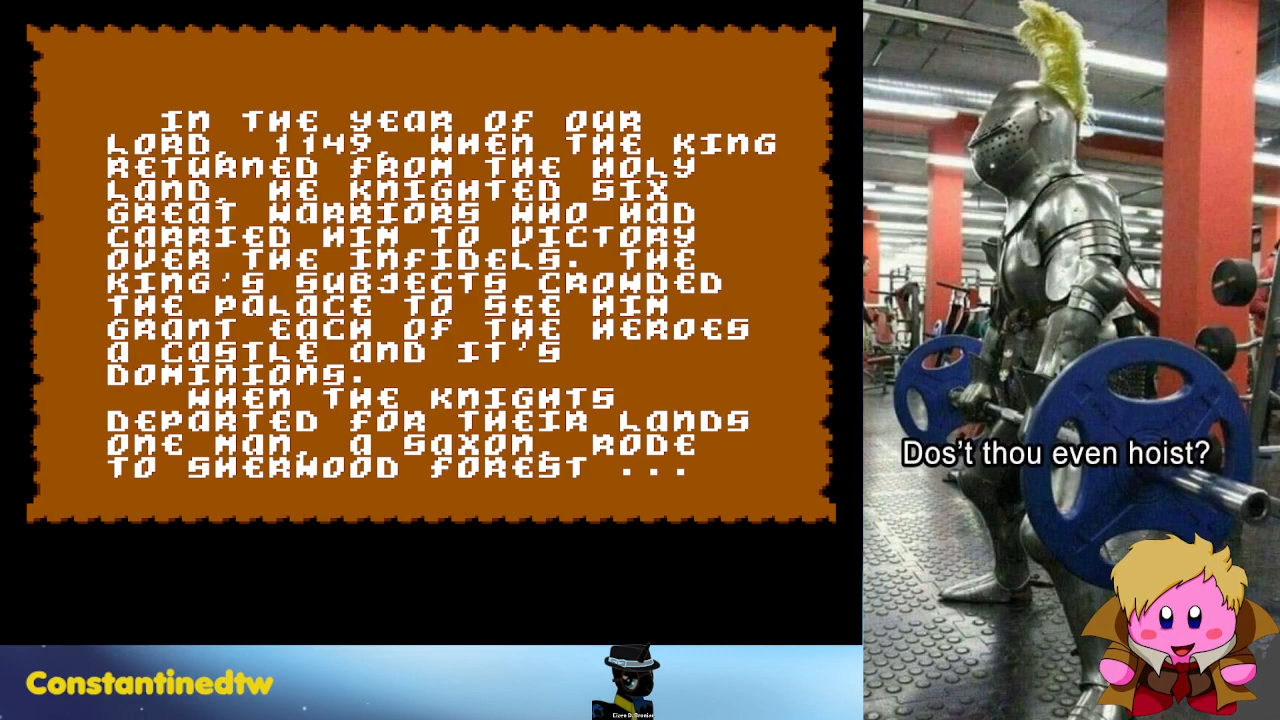 IN THE YEAR OF OUR
LORD, 1149, WHEN THE KING
RETURNED FROM THE HOLY
LAND, HE KNIGHTED SIX
GREAT WARRIORS WHO HAD
CARRIED HIM TO VICTORY
OVER THE INFIDELS. THE
KING'S SUBJECTS CROWDED
THE PALACE TO SEE HIM
GRANT EACH OF THE HEROES
A CASTLE AND IT'S
DOMINIONS.
WHEN THE KNIGHTS
DEPARTED FOR THEIR LANDS
ONE MAN, A SAXON, RODE
TO SHERWOOD FOREST ...
Dos't thou even hoist?
Constantinedtw